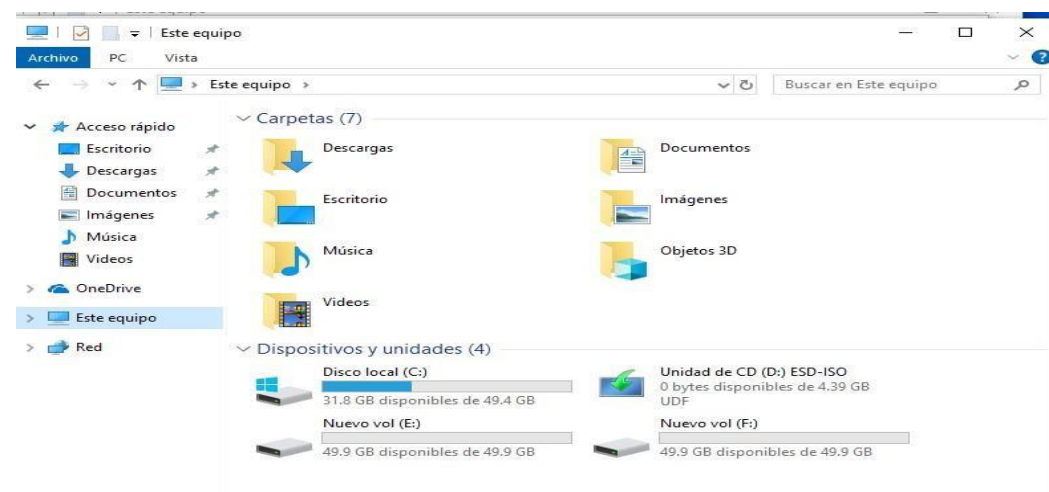 Este equipo
Archivo PC Vista
Este equipo
Buscar en Este equipo
Acceso rápido
Escritorio
Descargas
Documentos
Imágenes
Música
Videos
OneDrive
Este equipo
Red
Carpetas (7)
Descargas
Documentos
Escritorio
Imágenes
Música
Objetos 3D
Videos
Dispositivos y unidades (4)
Disco local (C:)
31.8 GB disponibles de 49.4 GB
Unidad de CD (D:) ESD-ISO
0 bytes disponibles de 4.39 GB
UDF
Nuevo vol (E:)
49.9 GB disponibles de 49.9 GB
Nuevo vol (F:)
49.9 GB disponibles de 49.9 GB